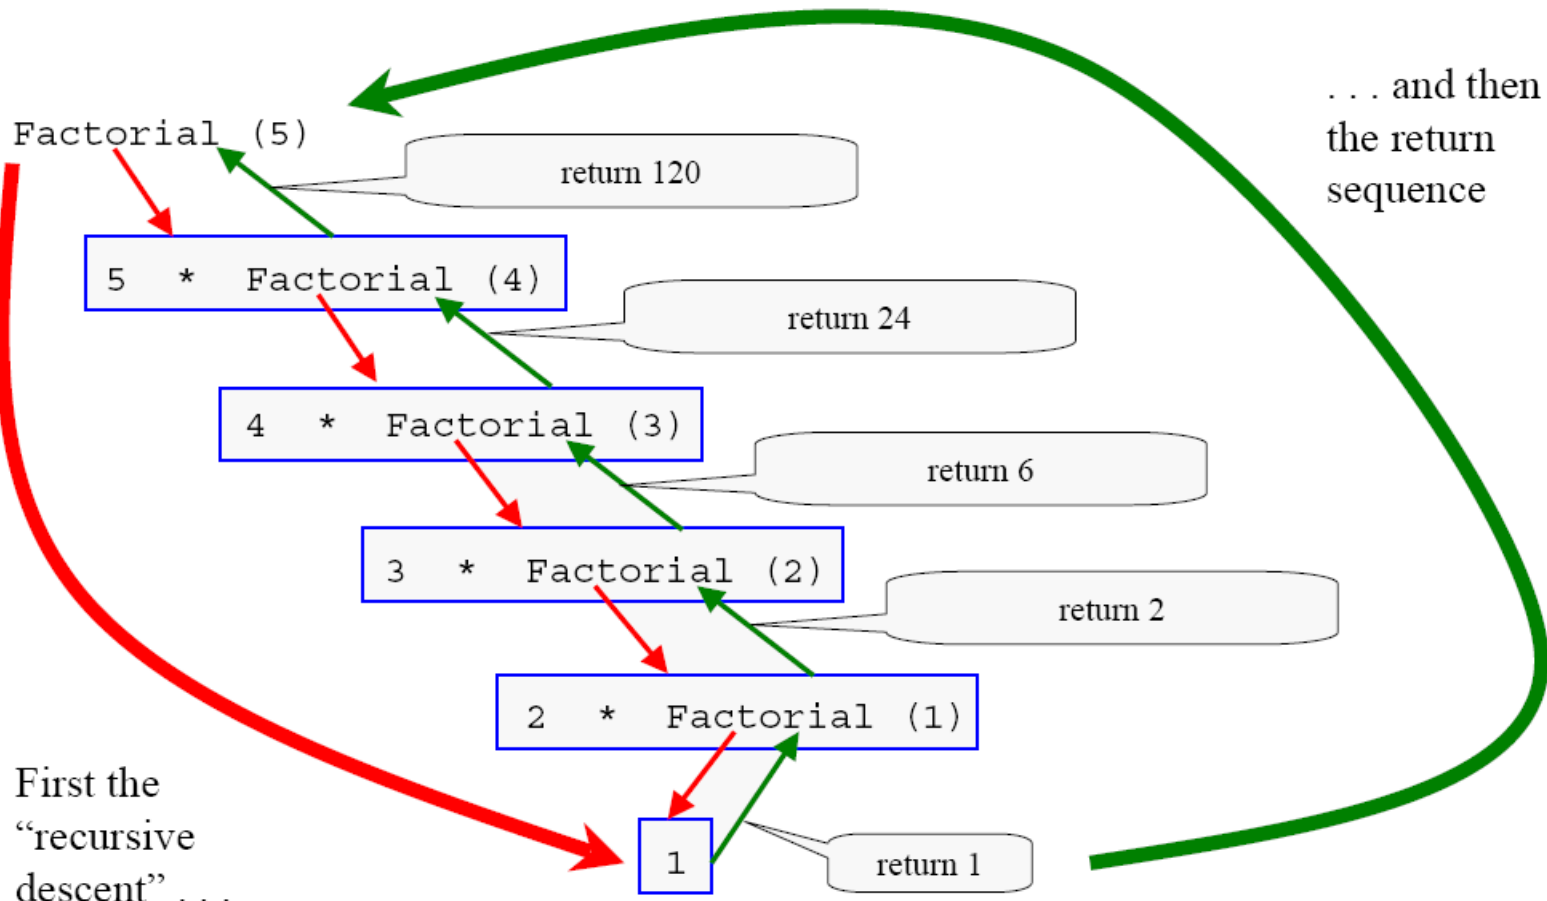 . . . and then
the return
sequence
Factorial (5)
return 120
5 * Factorial (4)
return 24
4 * Factorial (3)
return 6
3 * Factorial (2)
return 2
2 * Factorial (1)
First the
“recursive
descent” . . .
1
return 1